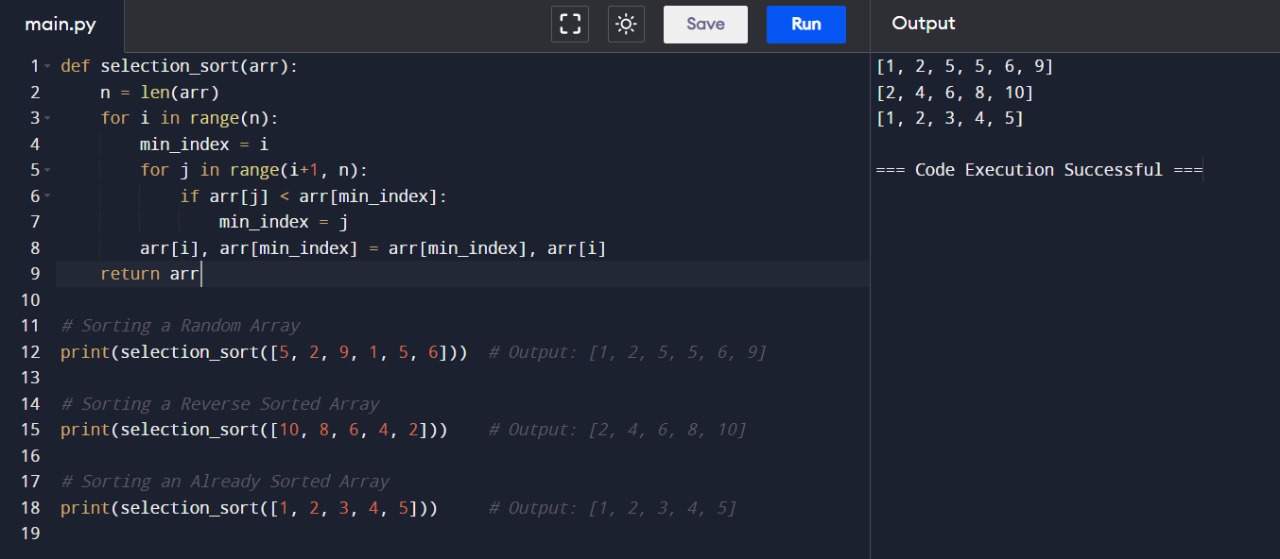 main.py
Save
Run
Output
1 def selection_sort(arr):
2     n = len(arr)
3     for i in range(n):
4         min_index = i
5         for j in range(i+1, n):
6             if arr[j] < arr[min_index]:
7                 min_index = j
8         arr[i], arr[min_index] = arr[min_index], arr[i]
9     return arr
10
11 # Sorting a Random Array
12 print(selection_sort([5, 2, 9, 1, 5, 6]))  # Output: [1, 2, 5, 5, 6, 9]
13
14 # Sorting a Reverse Sorted Array
15 print(selection_sort([10, 8, 6, 4, 2]))    # Output: [2, 4, 6, 8, 10]
16
17 # Sorting an Already Sorted Array
18 print(selection_sort([1, 2, 3, 4, 5]))     # Output: [1, 2, 3, 4, 5]
19
[1, 2, 5, 5, 6, 9]
[2, 4, 6, 8, 10]
[1, 2, 3, 4, 5]
=== Code Execution Successful ===